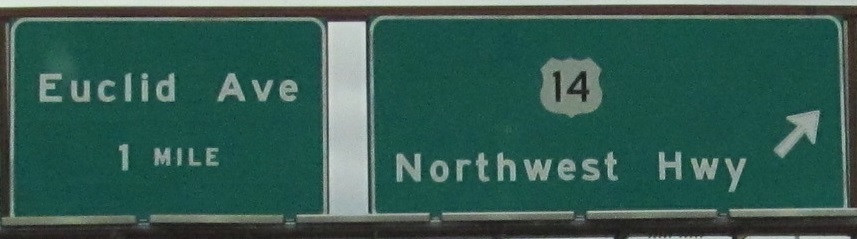 Euclid Ave
1 MILE
14
Northwest Hwy